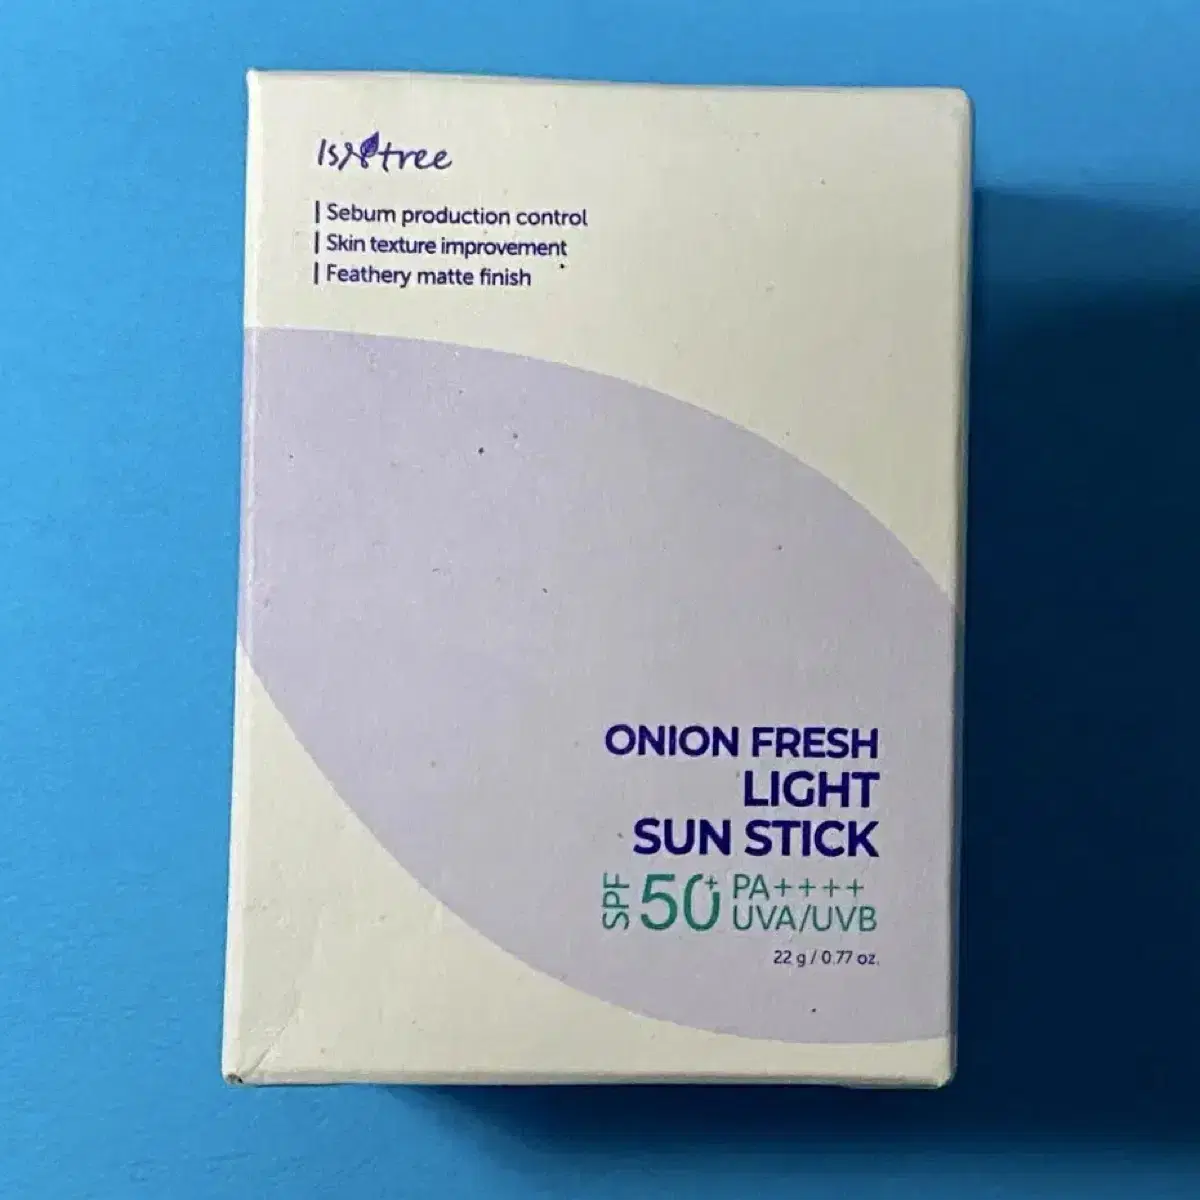 Isntree
| Sebum production control
| Skin texture improvement
| Feathery matte finish
ONION FRESH
LIGHT
SUN STICK
SPF 50+ PA++++
UVA/UVB
22 g / 0.77 oz.